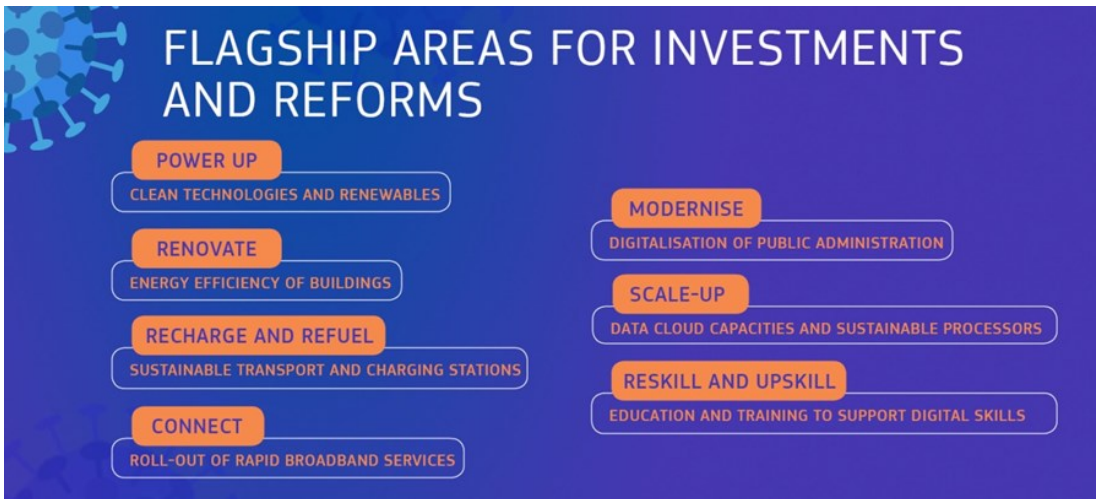 FLAGSHIP AREAS FOR INVESTMENTS
AND REFORMS
POWER UP
CLEAN TECHNOLOGIES AND RENEWABLES
RENOVATE
ENERGY EFFICIENCY OF BUILDINGS
RECHARGE AND REFUEL
SUSTAINABLE TRANSPORT AND CHARGING STATIONS
CONNECT
ROLL-OUT OF RAPID BROADBAND SERVICES
MODERNISE
DIGITALISATION OF PUBLIC ADMINISTRATION
SCALE-UP
DATA CLOUD CAPACITIES AND SUSTAINABLE PROCESSORS
RESKILL AND UPSKILL
EDUCATION AND TRAINING TO SUPPORT DIGITAL SKILLS